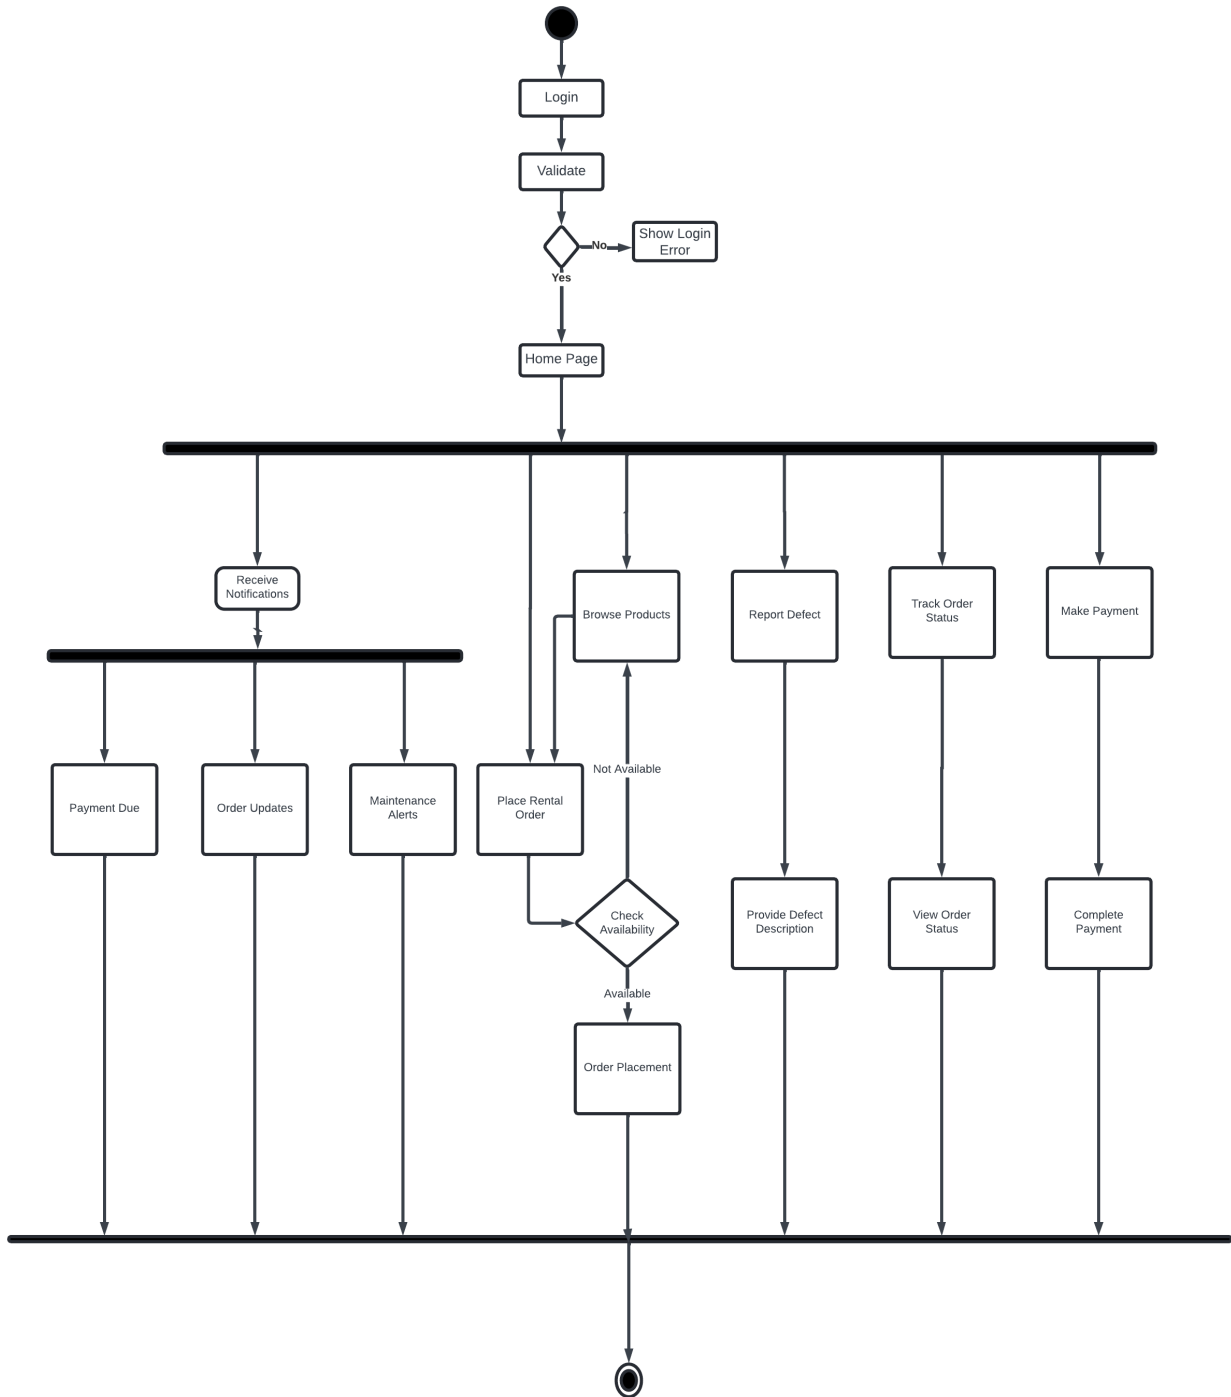 Login
Validate
No
Show Login
Error
Yes
Home Page
Receive
Notifications
Browse Products
Report Defect
Track Order
Status
Make Payment
Not Available
Payment Due
Order Updates
Maintenance
Alerts
Place Rental
Order
Check
Availability
Provide Defect
Description
View Order
Status
Complete
Payment
Available
Order Placement